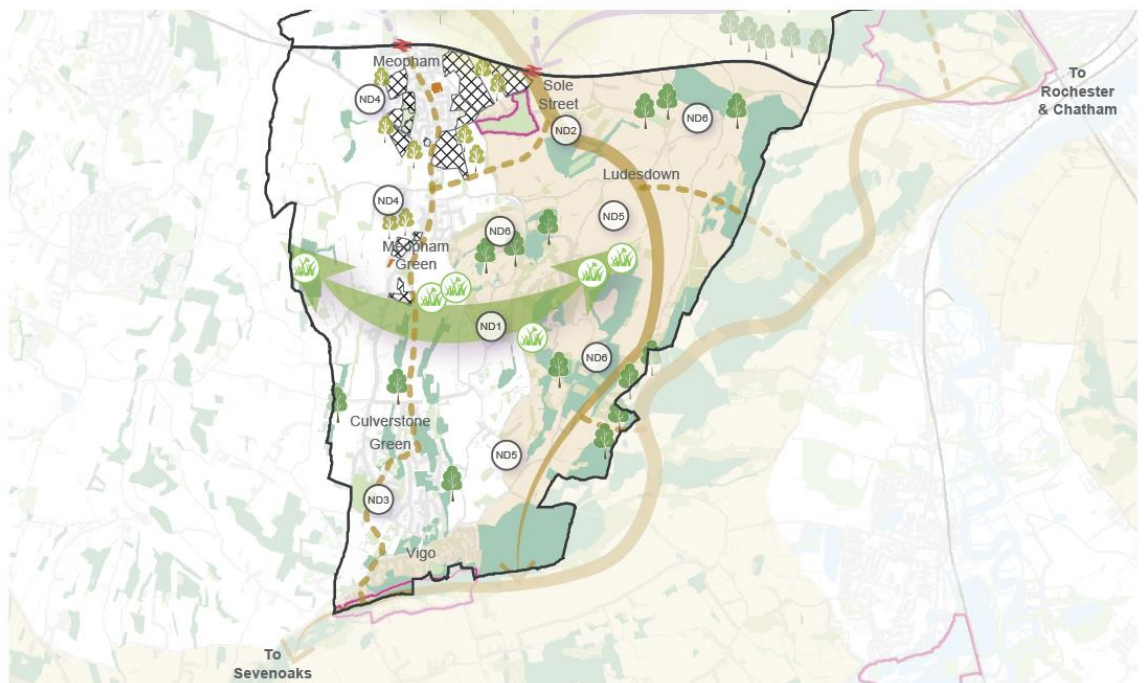 Meopham
To
Rochester
& Chatham
Sole
Street
ND4
ND2
ND6
Ludesdown
ND4
ND5
ND6
Meopham
Green
ND1
ND6
Culverstone
Green
ND5
ND3
Vigo
To
Sevenoaks